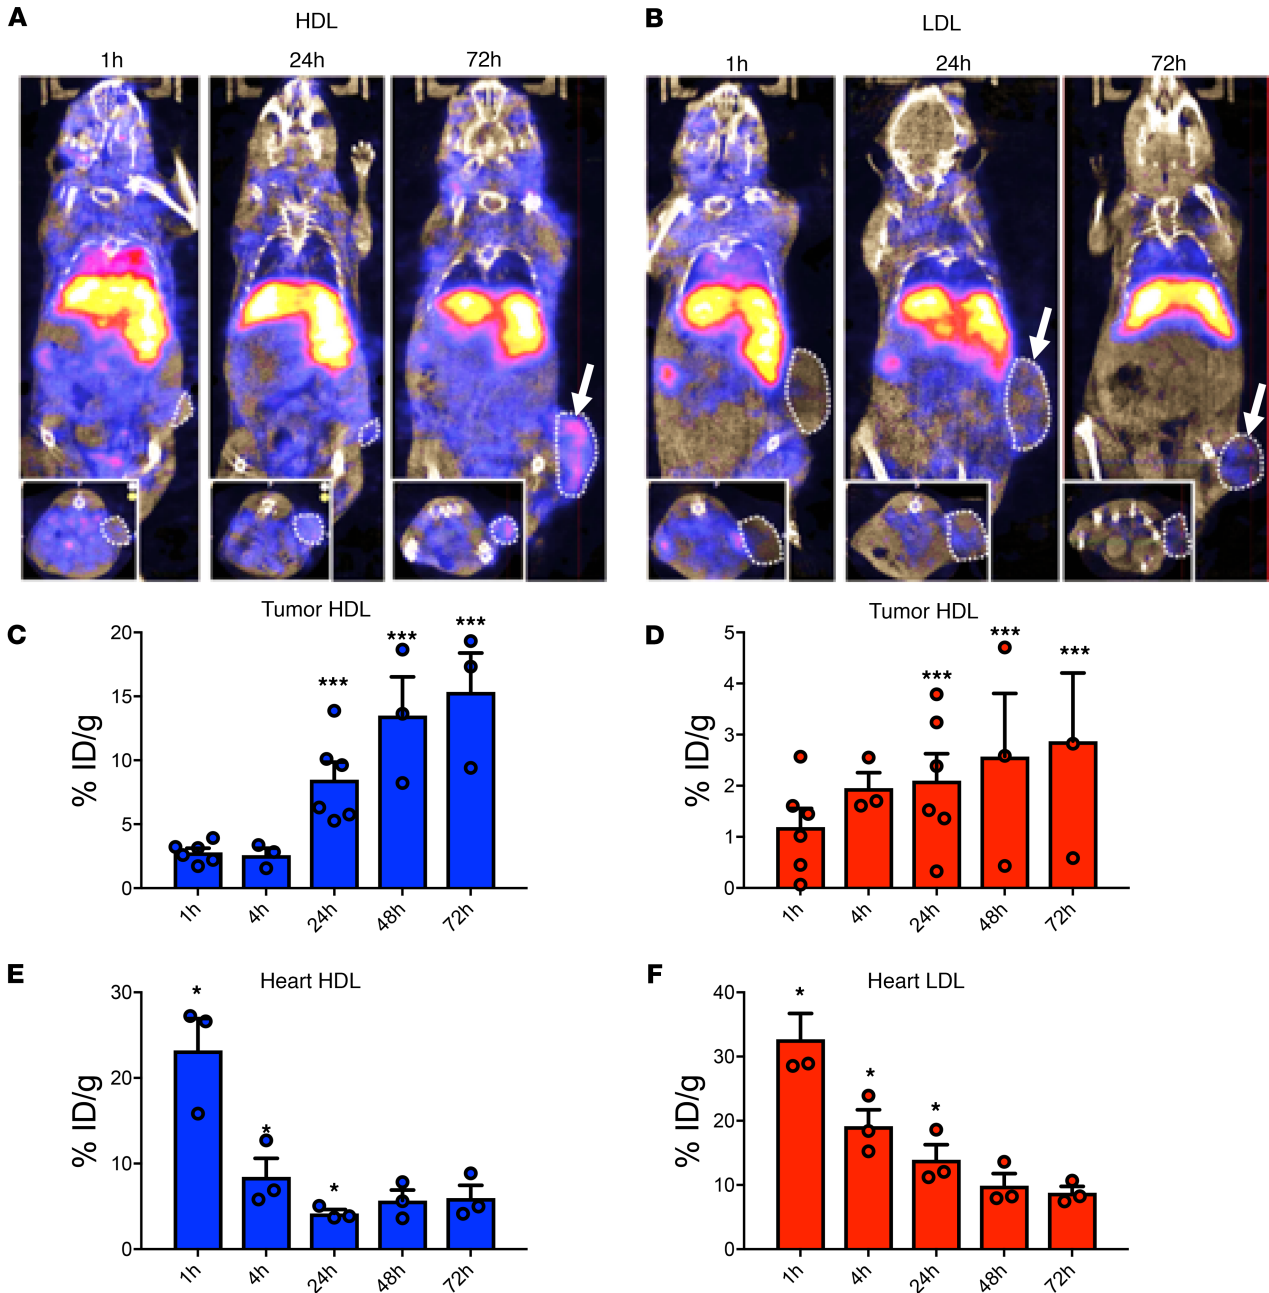 A
HDL
1h
24h
72h
B
LDL
1h
24h
72h
C
Tumor HDL
% ID/g
20
15
10
5
0
***
***
***
1h
4h
24h
48h
72h
D
Tumor HDL
% ID/g
5
4
3
2
1
0
***
***
***
1h
4h
24h
48h
72h
E
Heart HDL
% ID/g
30
20
10
0
*
*
*
1h
4h
24h
48h
72h
F
Heart LDL
% ID/g
40
30
20
10
0
*
*
*
1h
4h
24h
48h
72h